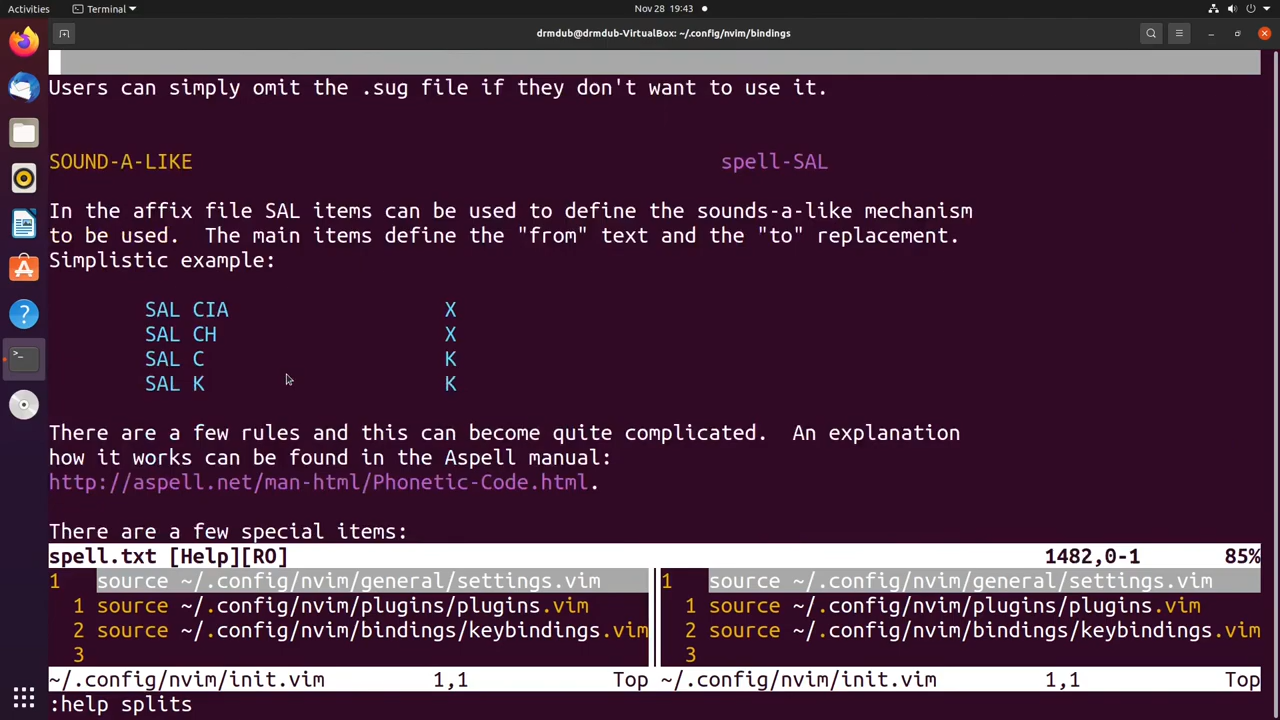 Activities
Terminal
Nov 28 19:43
drmdub@drmdub-VirtualBox: ~/.config/nvim/bindings
Users can simply omit the .sug file if they don't want to use it.
SOUND-A-LIKE spell-SAL
In the affix file SAL items can be used to define the sounds-a-like mechanism
to be used. The main items define the "from" text and the "to" replacement.
Simplistic example:
SAL CIA X
SAL CH X
SAL C K
SAL K K
There are a few rules and this can become quite complicated. An explanation
how it works can be found in the Aspell manual:
http://aspell.net/man-html/Phonetic-Code.html.
There are a few special items:
spell.txt [Help][RO] 1482,0-1 85%
1 source ~/.config/nvim/general/settings.vim
1 source ~/.config/nvim/plugins/plugins.vim
2 source ~/.config/nvim/bindings/keybindings.vim
3
~/.config/nvim/init.vim 1,1 Top
1 source ~/.config/nvim/general/settings.vim
1 source ~/.config/nvim/plugins/plugins.vim
2 source ~/.config/nvim/bindings/keybindings.vim
3
~/.config/nvim/init.vim 1,1 Top
:help splits